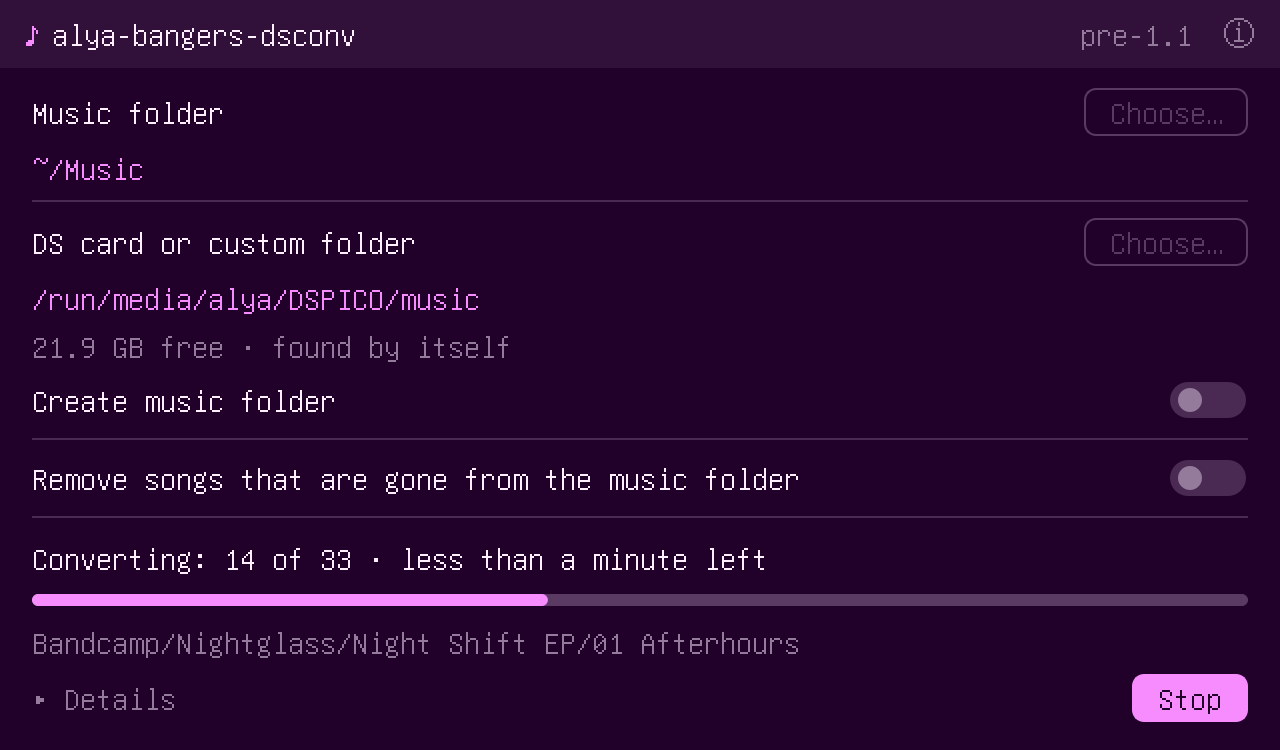 ♪ alya-bangers-dsconv pre-1.1 ⓘ
Music folder Choose…
~/Music
DS card or custom folder Choose…
/run/media/alya/DSPICO/music
21.9 GB free · found by itself
Create music folder
Remove songs that are gone from the music folder
Converting: 14 of 33 · less than a minute left
Bandcamp/Nightglass/Night Shift EP/01 Afterhours
▸ Details Stop